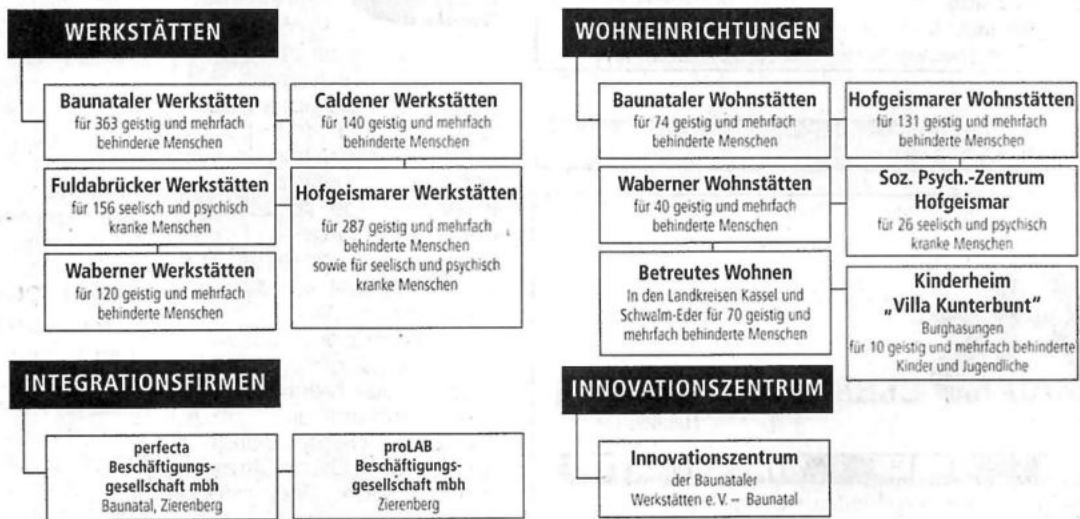 WERKSTÄTTEN
Baunataler Werkstätten
für 363 geistig und mehrfach
behinderte Menschen
Caldener Werkstätten
für 140 geistig und mehrfach
behinderte Menschen
Fuldabrücker Werkstätten
für 156 seelisch und psychisch
kranke Menschen
Hofgeismarer Werkstätten
für 287 geistig und mehrfach
behinderte Menschen
sowie für seelisch und psychisch
kranke Menschen
Waberner Werkstätten
für 120 geistig und mehrfach
behinderte Menschen
WOHNEINRICHTUNGEN
Baunataler Wohnstätten
für 74 geistig und mehrfach
behinderte Menschen
Hofgeismarer Wohnstätten
für 131 geistig und mehrfach
behinderte Menschen
Waberner Wohnstätten
für 40 geistig und mehrfach
behinderte Menschen
Soz. Psych.-Zentrum
Hofgeismar
für 26 seelisch und psychisch
kranke Menschen
Betreutes Wohnen
In den Landkreisen Kassel und
Schwalm-Eder für 70 geistig und
mehrfach behinderte Menschen
Kinderheim
„Villa Kunterbunt“
Burghasungen
für 10 geistig und mehrfach behinderte
Kinder und Jugendliche
INTEGRATIONSFIRMEN
perfecta
Beschäftigungs-
gesellschaft mbh
Baunatal, Zierenberg
proLAB
Beschäftigungs-
gesellschaft mbh
Zierenberg
INNOVATIONSZENTRUM
Innovationszentrum
der Baunataler
Werkstätten e.V. – Baunatal